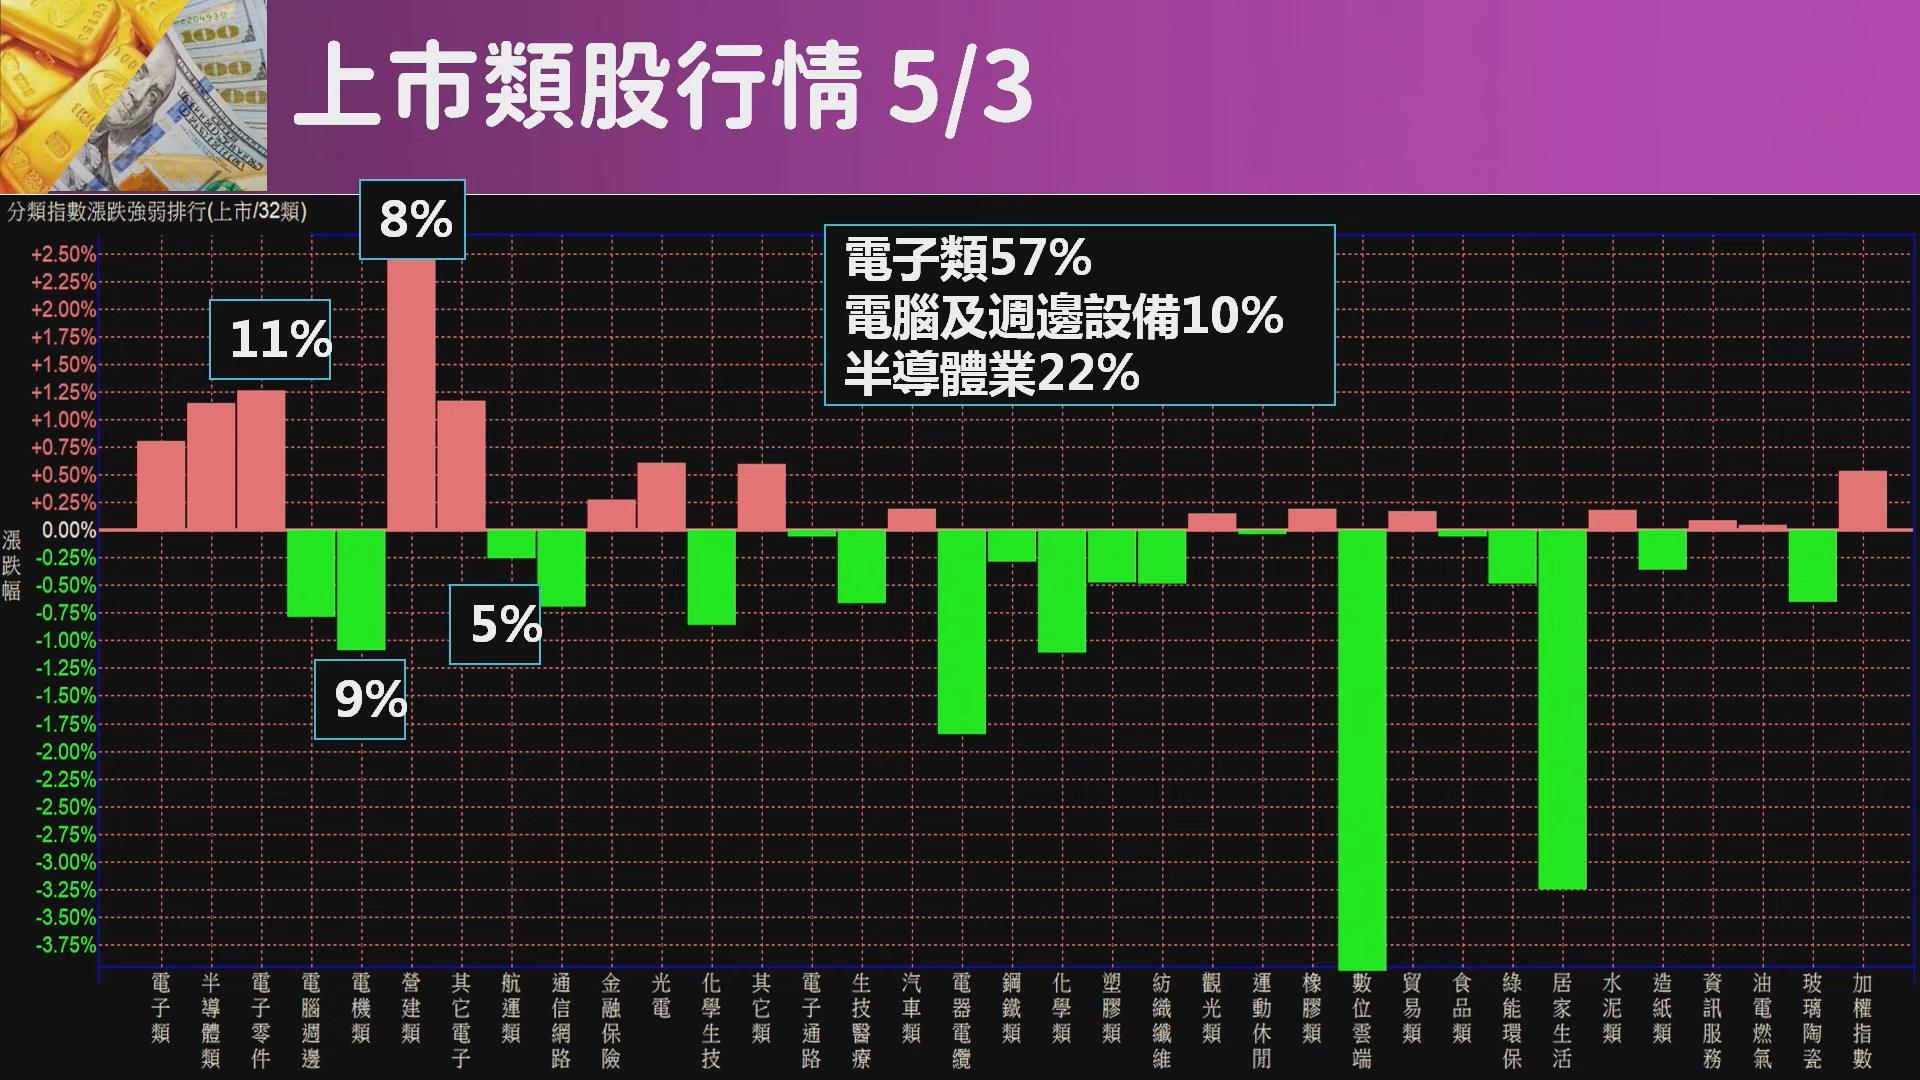 上市類股行情 5/3
分類指數漲跌強弱排行(上市/32類)
8%
11%
電子類57%
電腦及週邊設備10%
半導體業22%
5%
9%
+2.50%
+2.25%
+2.00%
+1.75%
+1.50%
+1.25%
+1.00%
+0.75%
+0.50%
+0.25%
0.00%
-0.25%
-0.50%
-0.75%
-1.00%
-1.25%
-1.50%
-1.75%
-2.00%
-2.25%
-2.50%
-2.75%
-3.00%
-3.25%
-3.50%
-3.75%
漲跌幅
電子類
半導體類
電子零件
電腦週邊
電機類
營建類
其它電子
航運類
通信網路
金融保險
光電
化學生技
其它類
電子通路
生技醫療
汽車類
電器電纜
鋼鐵類
化學類
塑膠類
紡織纖維
觀光類
運動休閒
橡膠類
數位雲端
貿易類
食品類
綠能環保
居家生活
水泥類
造紙類
資訊服務
油電燃氣
玻璃陶瓷
加權指數